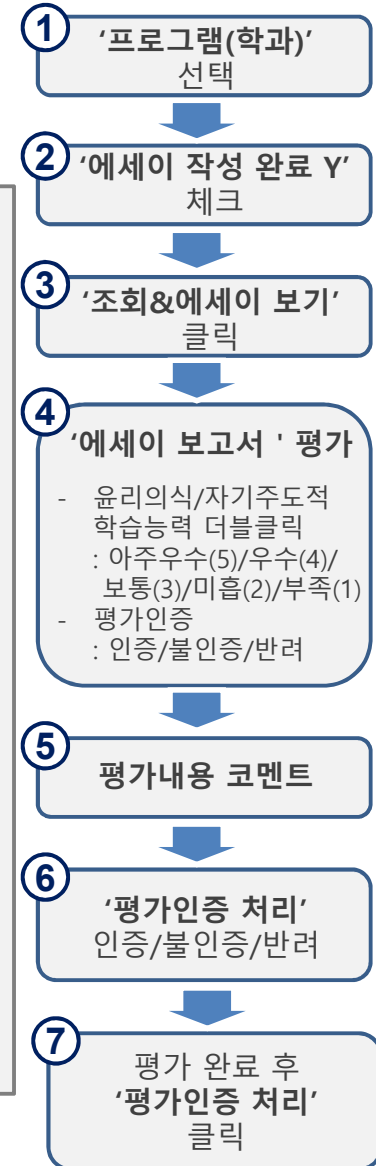 1
‘프로그램(학과)’
선택
2
‘에세이 작성 완료 Y’
체크
3
‘조회&에세이 보기’
클릭
4
‘에세이 보고서 ' 평가
- 윤리의식/자기주도적
학습능력 더블클릭
: 아주우수(5)/우수(4)/
보통(3)/미흡(2)/부족(1)
- 평가인증
: 인증/불인증/반려
5
평가내용 코멘트
6
‘평가인증 처리’
인증/불인증/반려
7
평가 완료 후
‘평가인증 처리’
클릭